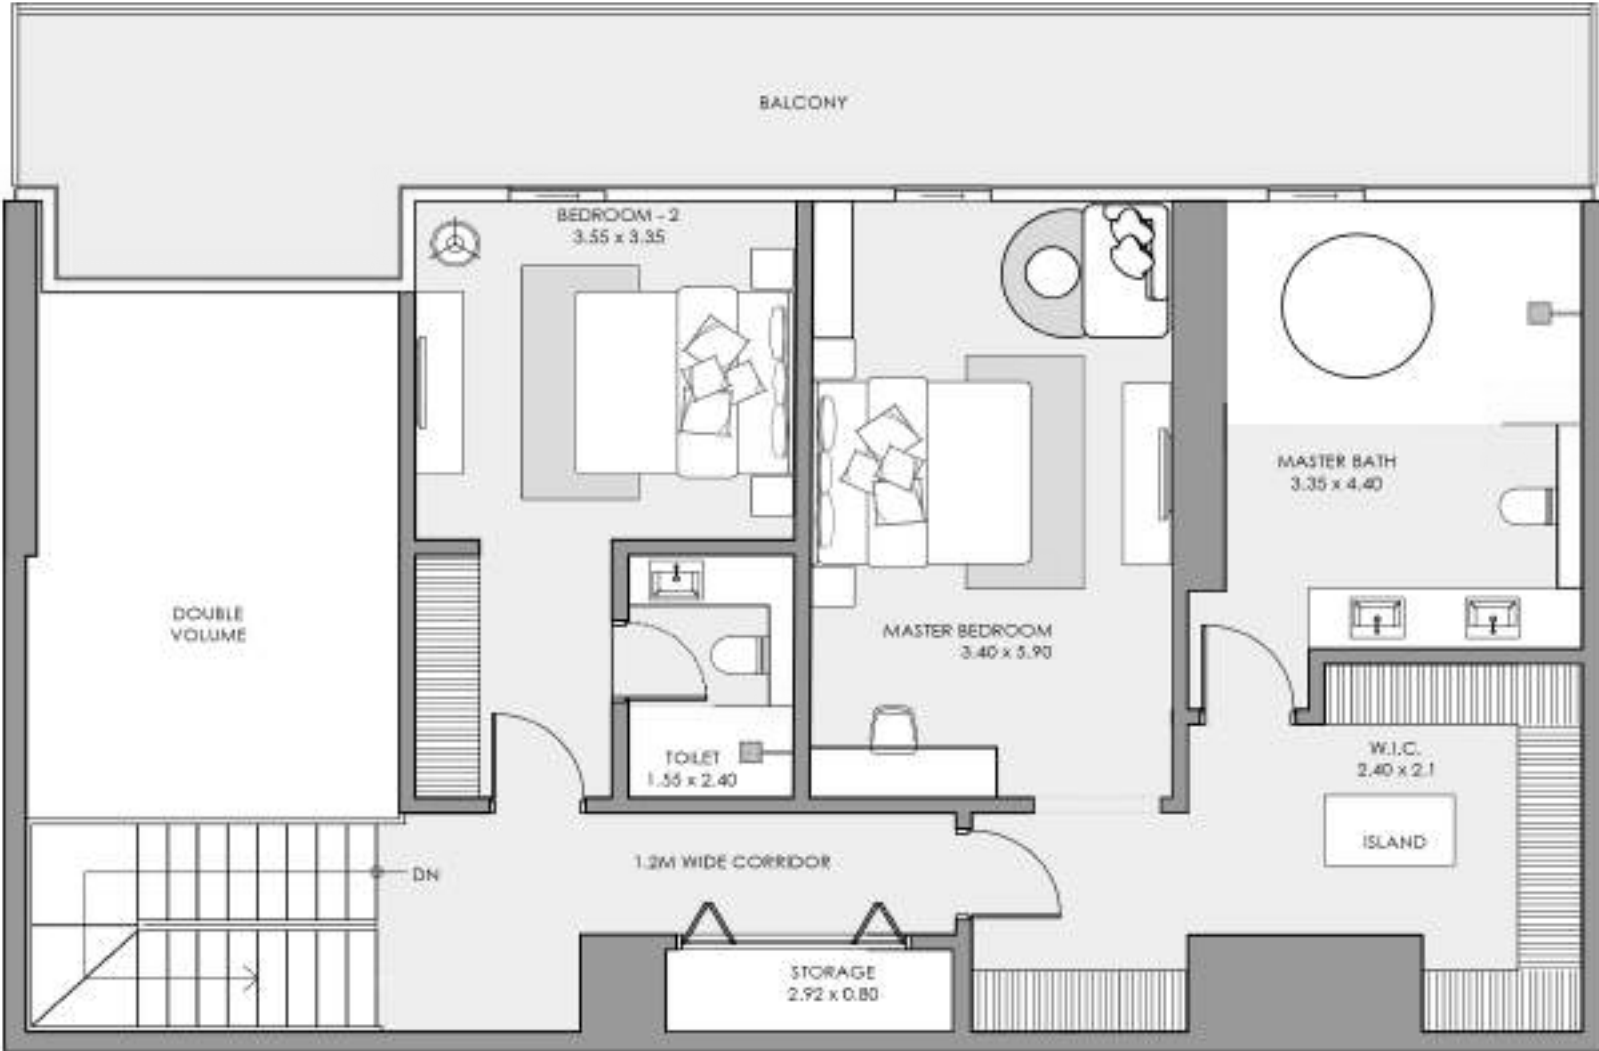 BALCONY
BEDROOM - 2
3.55 x 3.35
MASTER BATH
3.35 x 4.40
DOUBLE
VOLUME
MASTER BEDROOM
3.40 x 5.90
TOILET
1.55 x 2.40
W.I.C.
2.40 x 2.1
ISLAND
1.2M WIDE CORRIDOR
DN
STORAGE
2.92 x 0.80